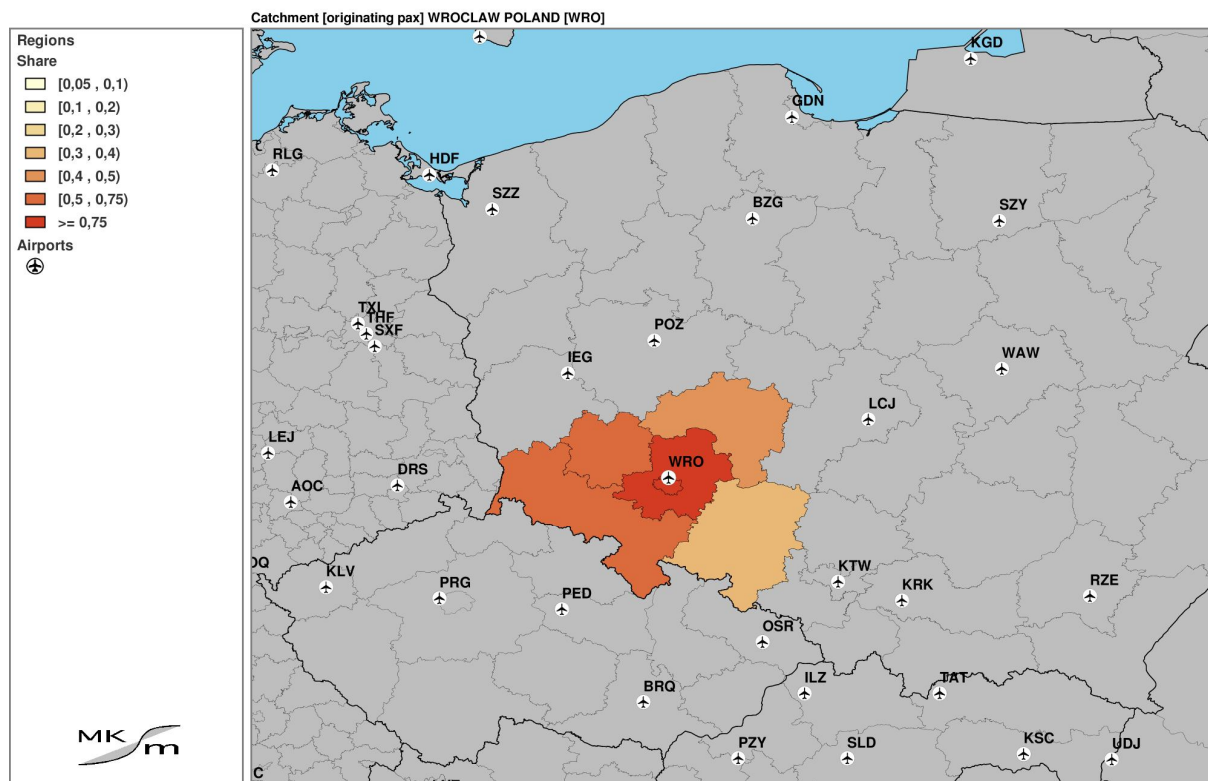 Catchment [originating pax] WROCLAW POLAND [WRO]
Regions
Share
[0,05 , 0,1)
[0,1 , 0,2)
[0,2 , 0,3)
[0,3 , 0,4)
[0,4 , 0,5)
[0,5 , 0,75)
>= 0,75
Airports
KGD
GDN
RLG
HDF
SZZ
BZG
SZY
TXL
THF
SXF
POZ
IEG
WAW
LCJ
LEJ
DRS
WRO
AOC
OQ
KLV
PRG
PED
KTW
KRK
RZE
OSR
BRQ
ILZ
TAT
PZY
SLD
KSC
UDJ
C
MK
m